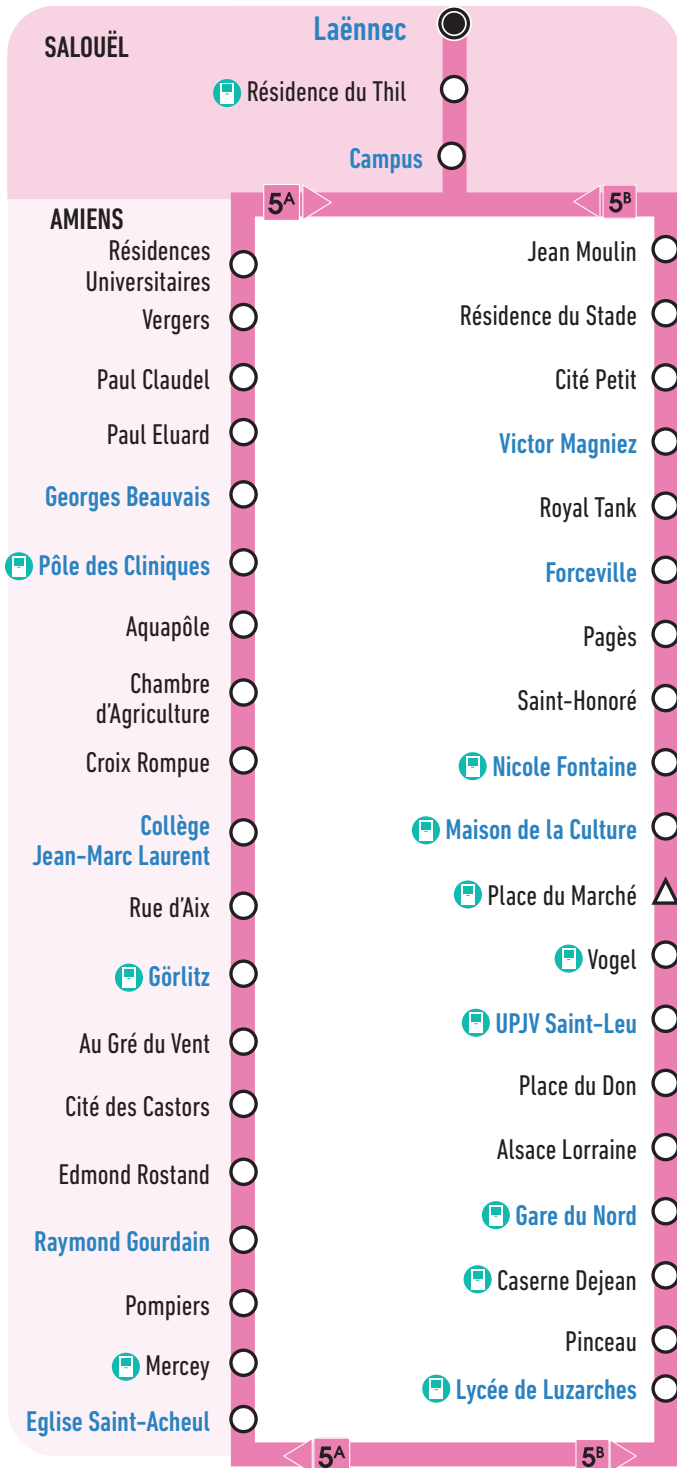 SALOUËL
Laënnec
Résidence du Thil
Campus
5A
5B
AMIENS
Résidences
Universitaires
Vergers
Paul Claudel
Paul Eluard
Georges Beauvais
Pôle des Cliniques
Aquapôle
Chambre
d'Agriculture
Croix Rompue
Collège
Jean-Marc Laurent
Rue d'Aix
Görlitz
Au Gré du Vent
Cité des Castors
Edmond Rostand
Raymond Gourdain
Pompiers
Mercey
Eglise Saint-Acheul
Jean Moulin
Résidence du Stade
Cité Petit
Victor Magniez
Royal Tank
Forceville
Pagès
Saint-Honoré
Nicole Fontaine
Maison de la Culture
Place du Marché
Vogel
UPJV Saint-Leu
Place du Don
Alsace Lorraine
Gare du Nord
Caserne Dejean
Pinceau
Lycée de Luzarches
5A
5B